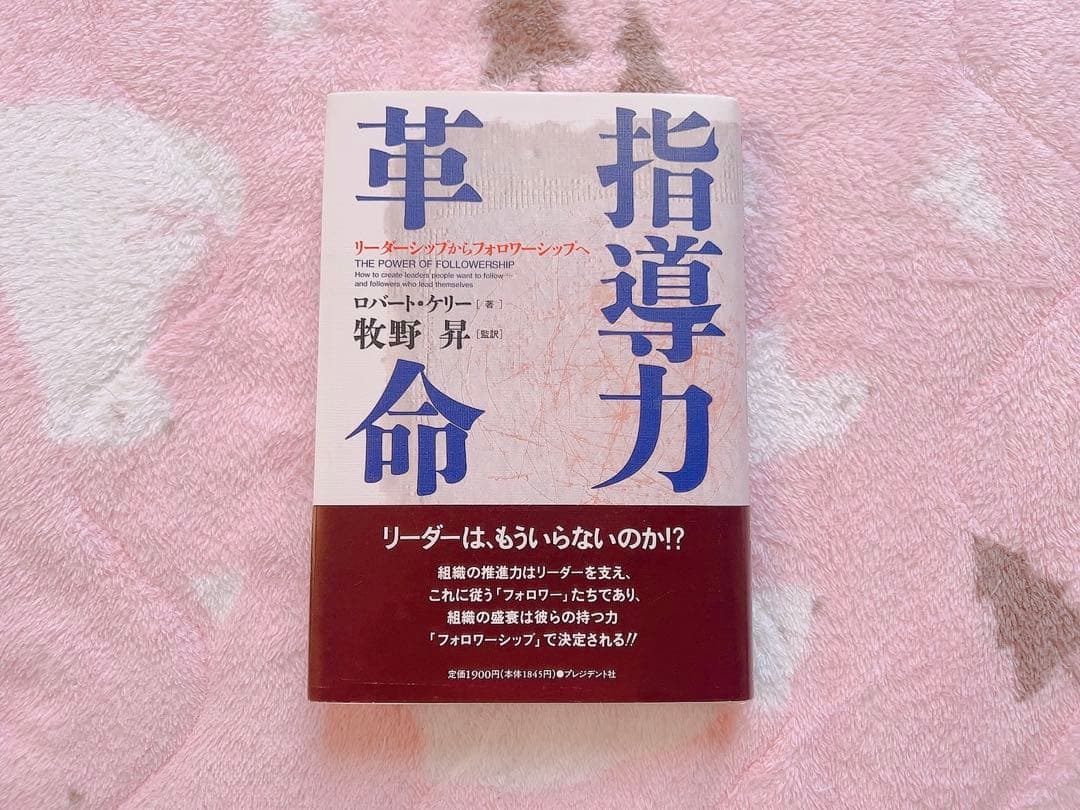 指導力
革命
リーダーシップからフォロワーシップへ
THE POWER OF FOLLOWERSHIP
How to create leaders people want to follow
and followers who lead themselves
ロバート・ケリー[著]
牧野 昇[監訳]
リーダーは、もういらないのか!?
組織の推進力はリーダーを支え、
これに従う「フォロワー」たちであり、
組織の盛衰は彼らの持つ力
「フォロワーシップ」で決定される!!
定価1900円(本体1845円)●プレジデント社